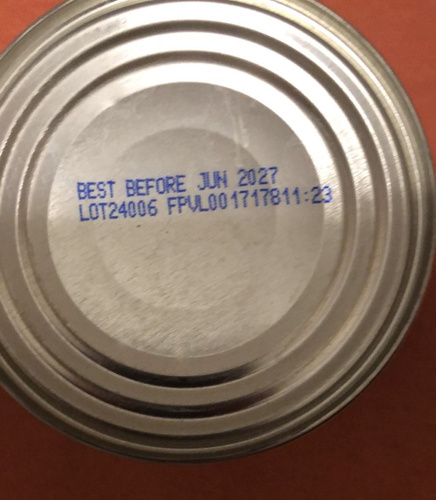 BEST BEFORE JUN 2027
LOT24006 FPVL001717811:23